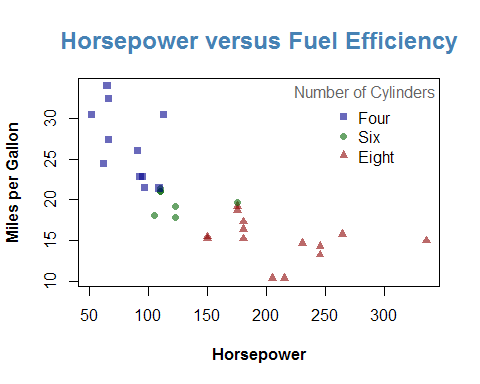 Horsepower versus Fuel Efficiency
Number of Cylinders
Four
Six
Eight
Miles per Gallon
30
25
20
15
10
50 100 150 200 250 300
Horsepower